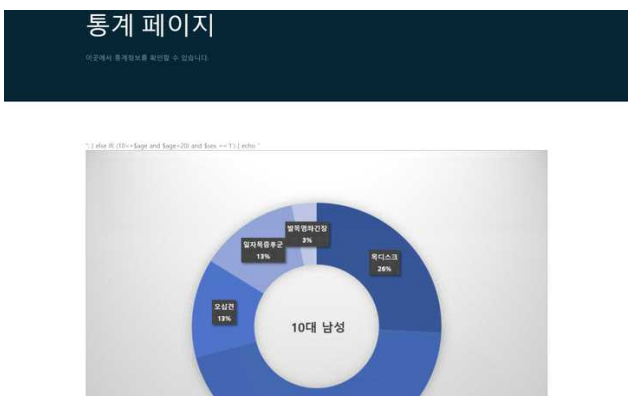 통계 페이지
이곳에서 통계정보를 확인할 수 있습니다.
"; } else if( (10<=$age and $age<20) and $sex =='1') { echo "
발목염좌긴장
3%
일자목증후군
13%
목디스크
26%
오십견
13%
10대 남성